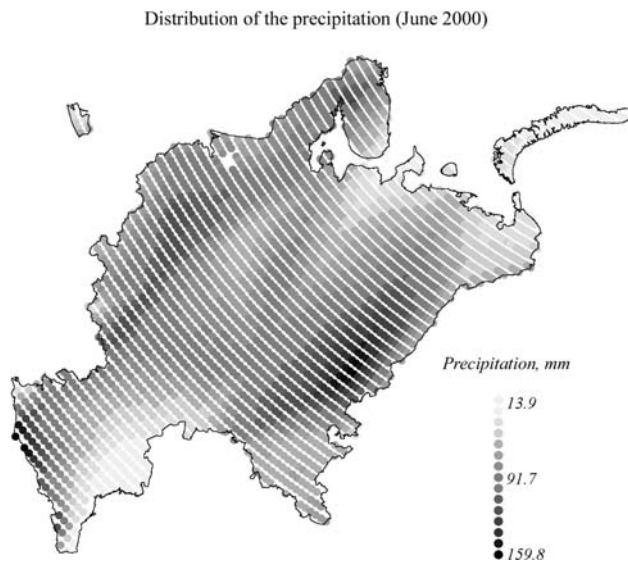 Distribution of the precipitation (June 2000)
Precipitation, mm
13.9
91.7
159.8